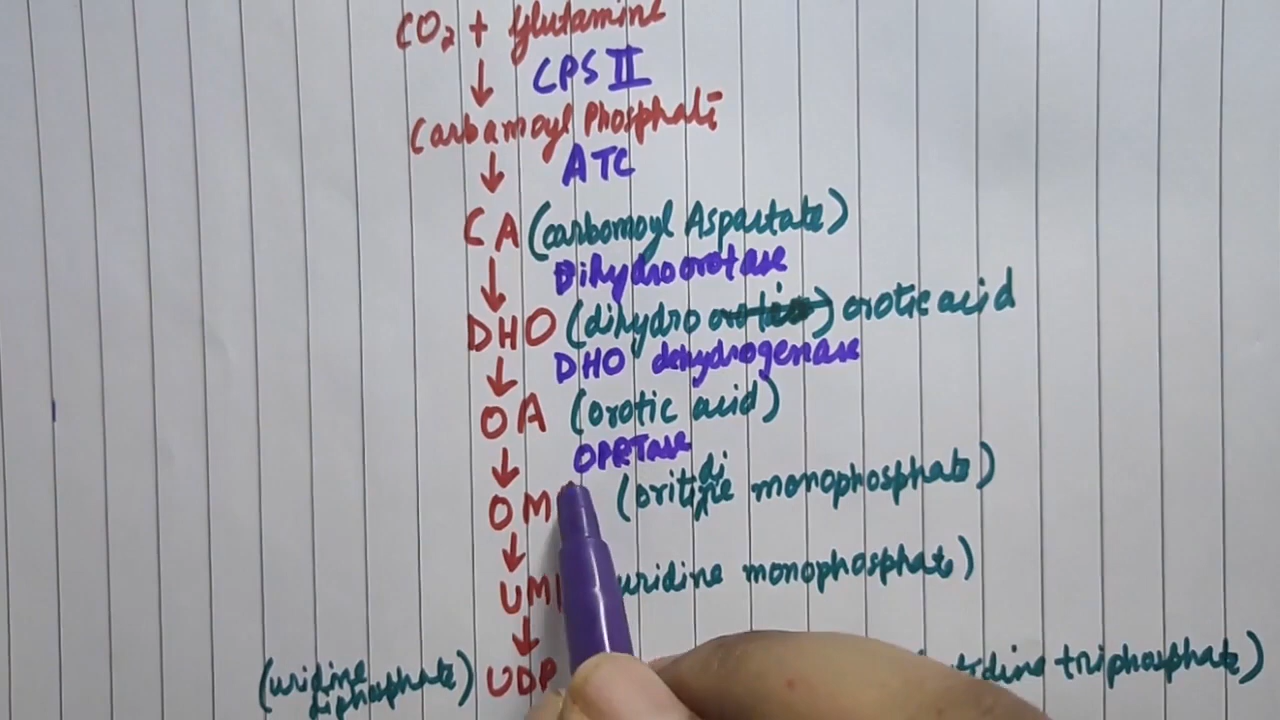 CO₂ + Glutamine
CPS II
Carbamoyl Phosphate
ATC
CA (carbomoyl Aspartate)
Dihydroorotase
DHO (dihydro orotic acid
DHO dehydrogenase
OA (orotic acid)
OPRTase
OM (oritidine monophosphate)
UM uridine monophosphate)
(uridine diphosphate) UDP triphosphate)